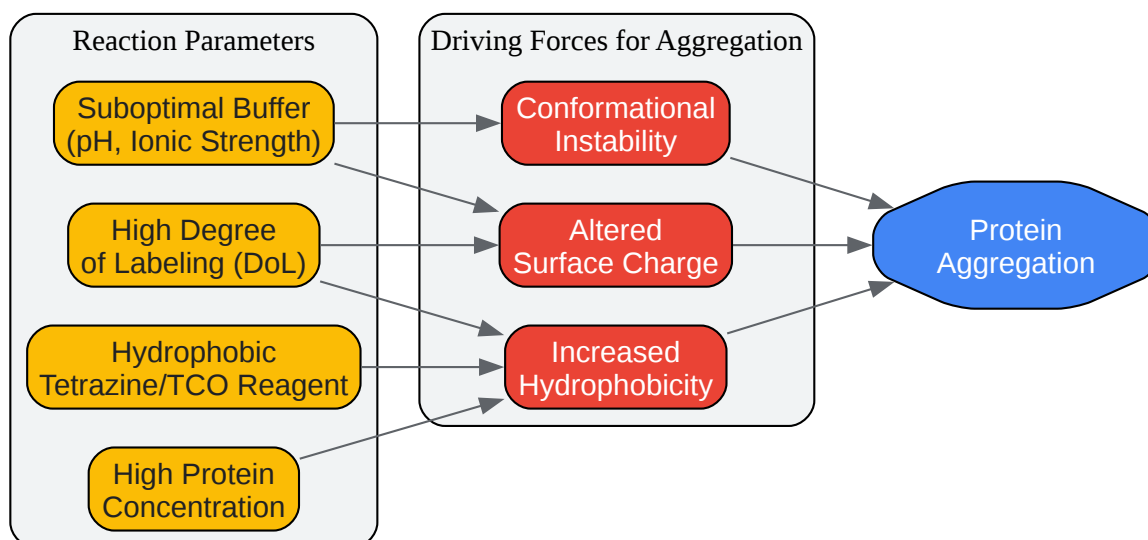 Reaction Parameters
Suboptimal Buffer
(pH, Ionic Strength)
High Degree
of Labeling (DoL)
Hydrophobic
Tetrazine/TCO Reagent
High Protein
Concentration
Driving Forces for Aggregation
Conformational
Instability
Altered
Surface Charge
Increased
Hydrophobicity
Protein
Aggregation